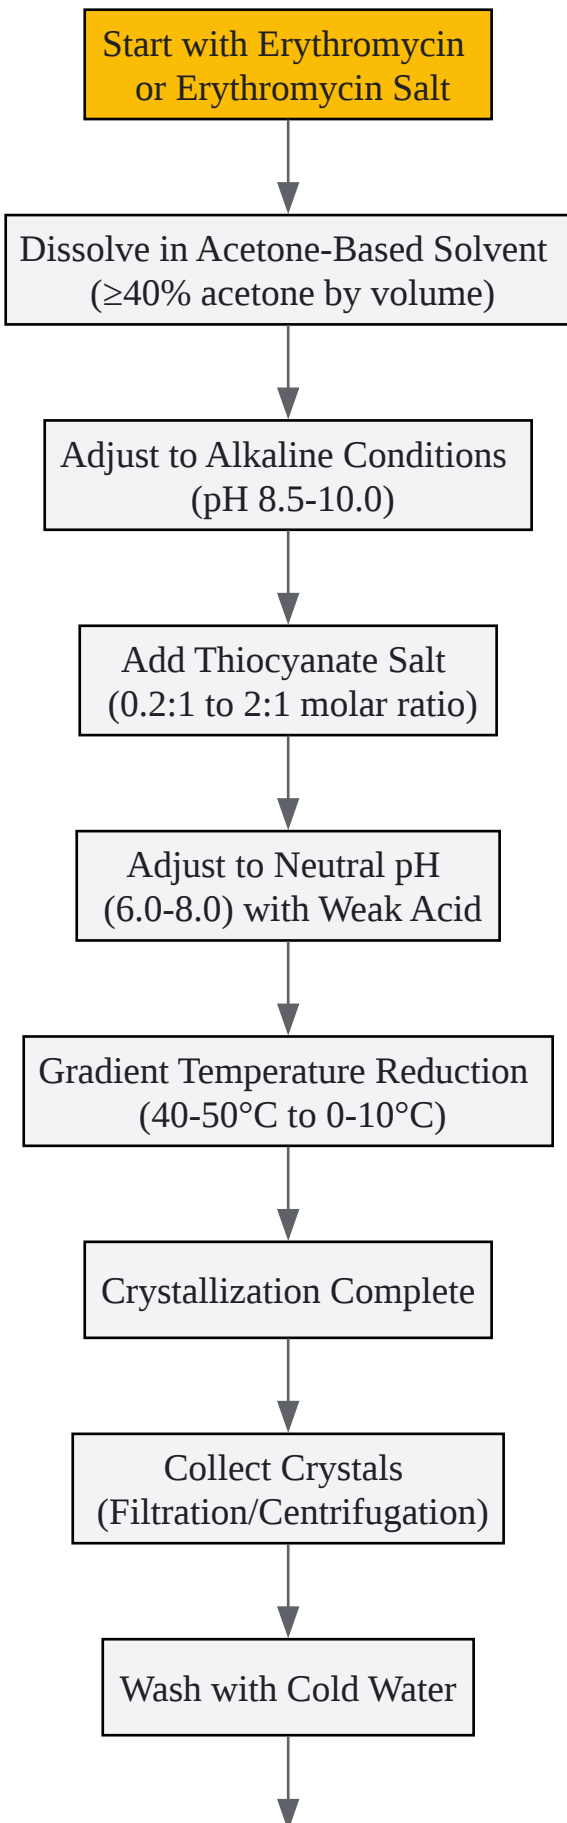 Start with Erythromycin
or Erythromycin Salt
Dissolve in Acetone-Based Solvent
(≥40% acetone by volume)
Adjust to Alkaline Conditions
(pH 8.5-10.0)
Add Thiocyanate Salt
(0.2:1 to 2:1 molar ratio)
Adjust to Neutral pH
(6.0-8.0) with Weak Acid
Gradient Temperature Reduction
(40-50°C to 0-10°C)
Crystallization Complete
Collect Crystals
(Filtration/Centrifugation)
Wash with Cold Water